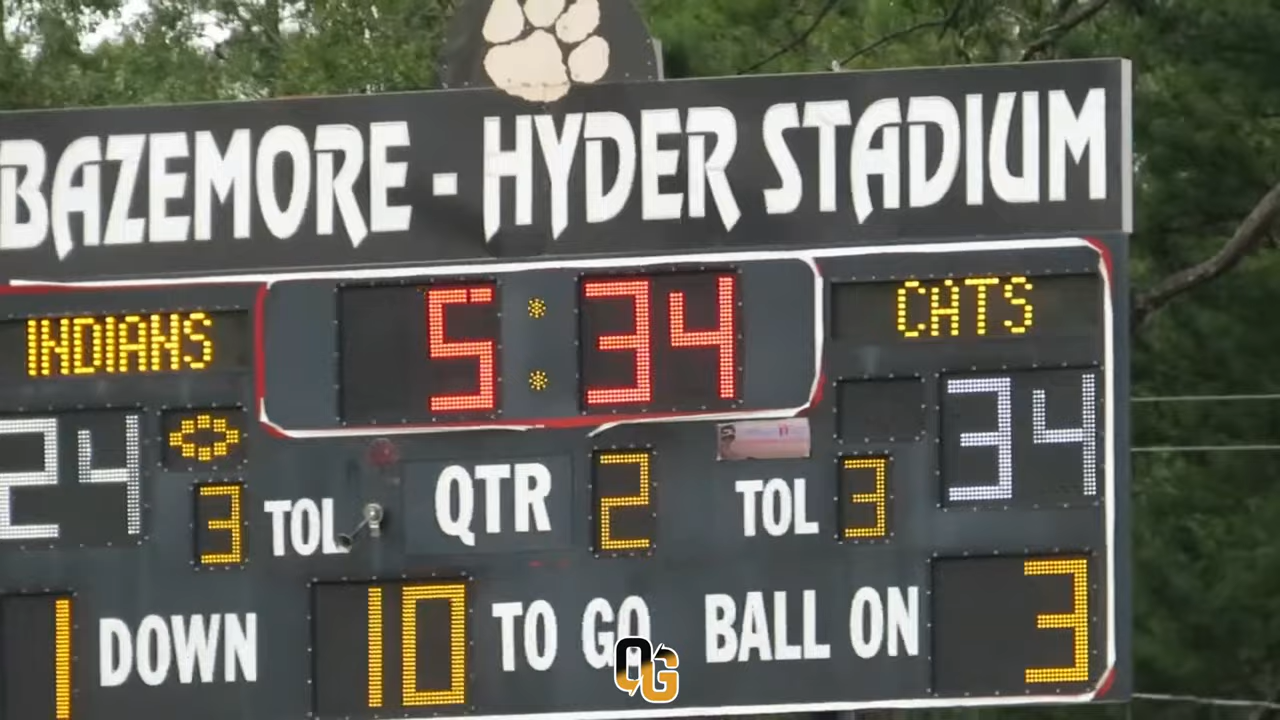 BAZEMORE - HYDER STADIUM
INDIANS 5:34 CATS
24 34
3 TOL QTR 2 TOL 3
1 DOWN 10 TO GO BALL ON 3
OG